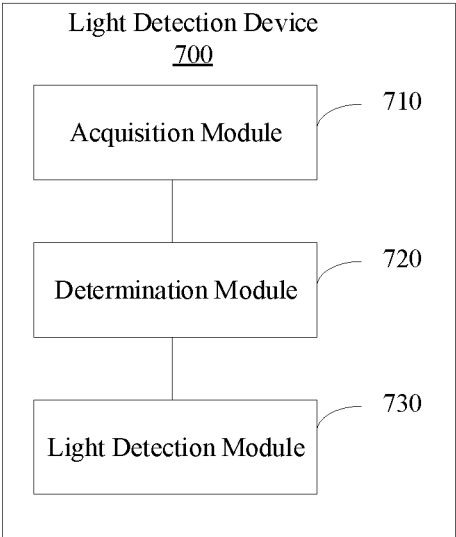 Light Detection Device
700
710
Acquisition Module
720
Determination Module
730
Light Detection Module